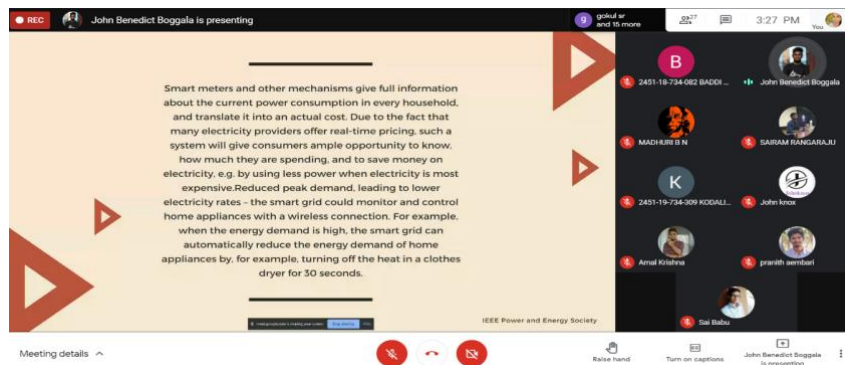 REC
John Benedict Boggala is presenting
9
gokul sr
and 15 more
27
3:27 PM
You
Smart meters and other mechanisms give full information
about the current power consumption in every household,
and translate it into an actual cost. Due to the fact that
many electricity providers offer real-time pricing, such a
system will give consumers ample opportunity to know,
how much they are spending, and to save money on
electricity, e.g. by using less power when electricity is most
expensive.Reduced peak demand, leading to lower
electricity rates – the smart grid could monitor and control
home appliances with a wireless connection. For example,
when the energy demand is high, the smart grid can
automatically reduce the energy demand of home
appliances by, for example, turning off the heat in a clothes
dryer for 30 seconds.
IEEE Power and Energy Society
B
2451-18-734-082 BADDI ...
John Benedict Boggala
MADHURI B N
SAIRAM RANGARAJU
K
2451-19-734-309 KODALI...
John knox
Amal Krishna
pranith aembari
Sai Babu
Meeting details
Raise hand
Turn on captions
John Benedict Boggala
is presenting